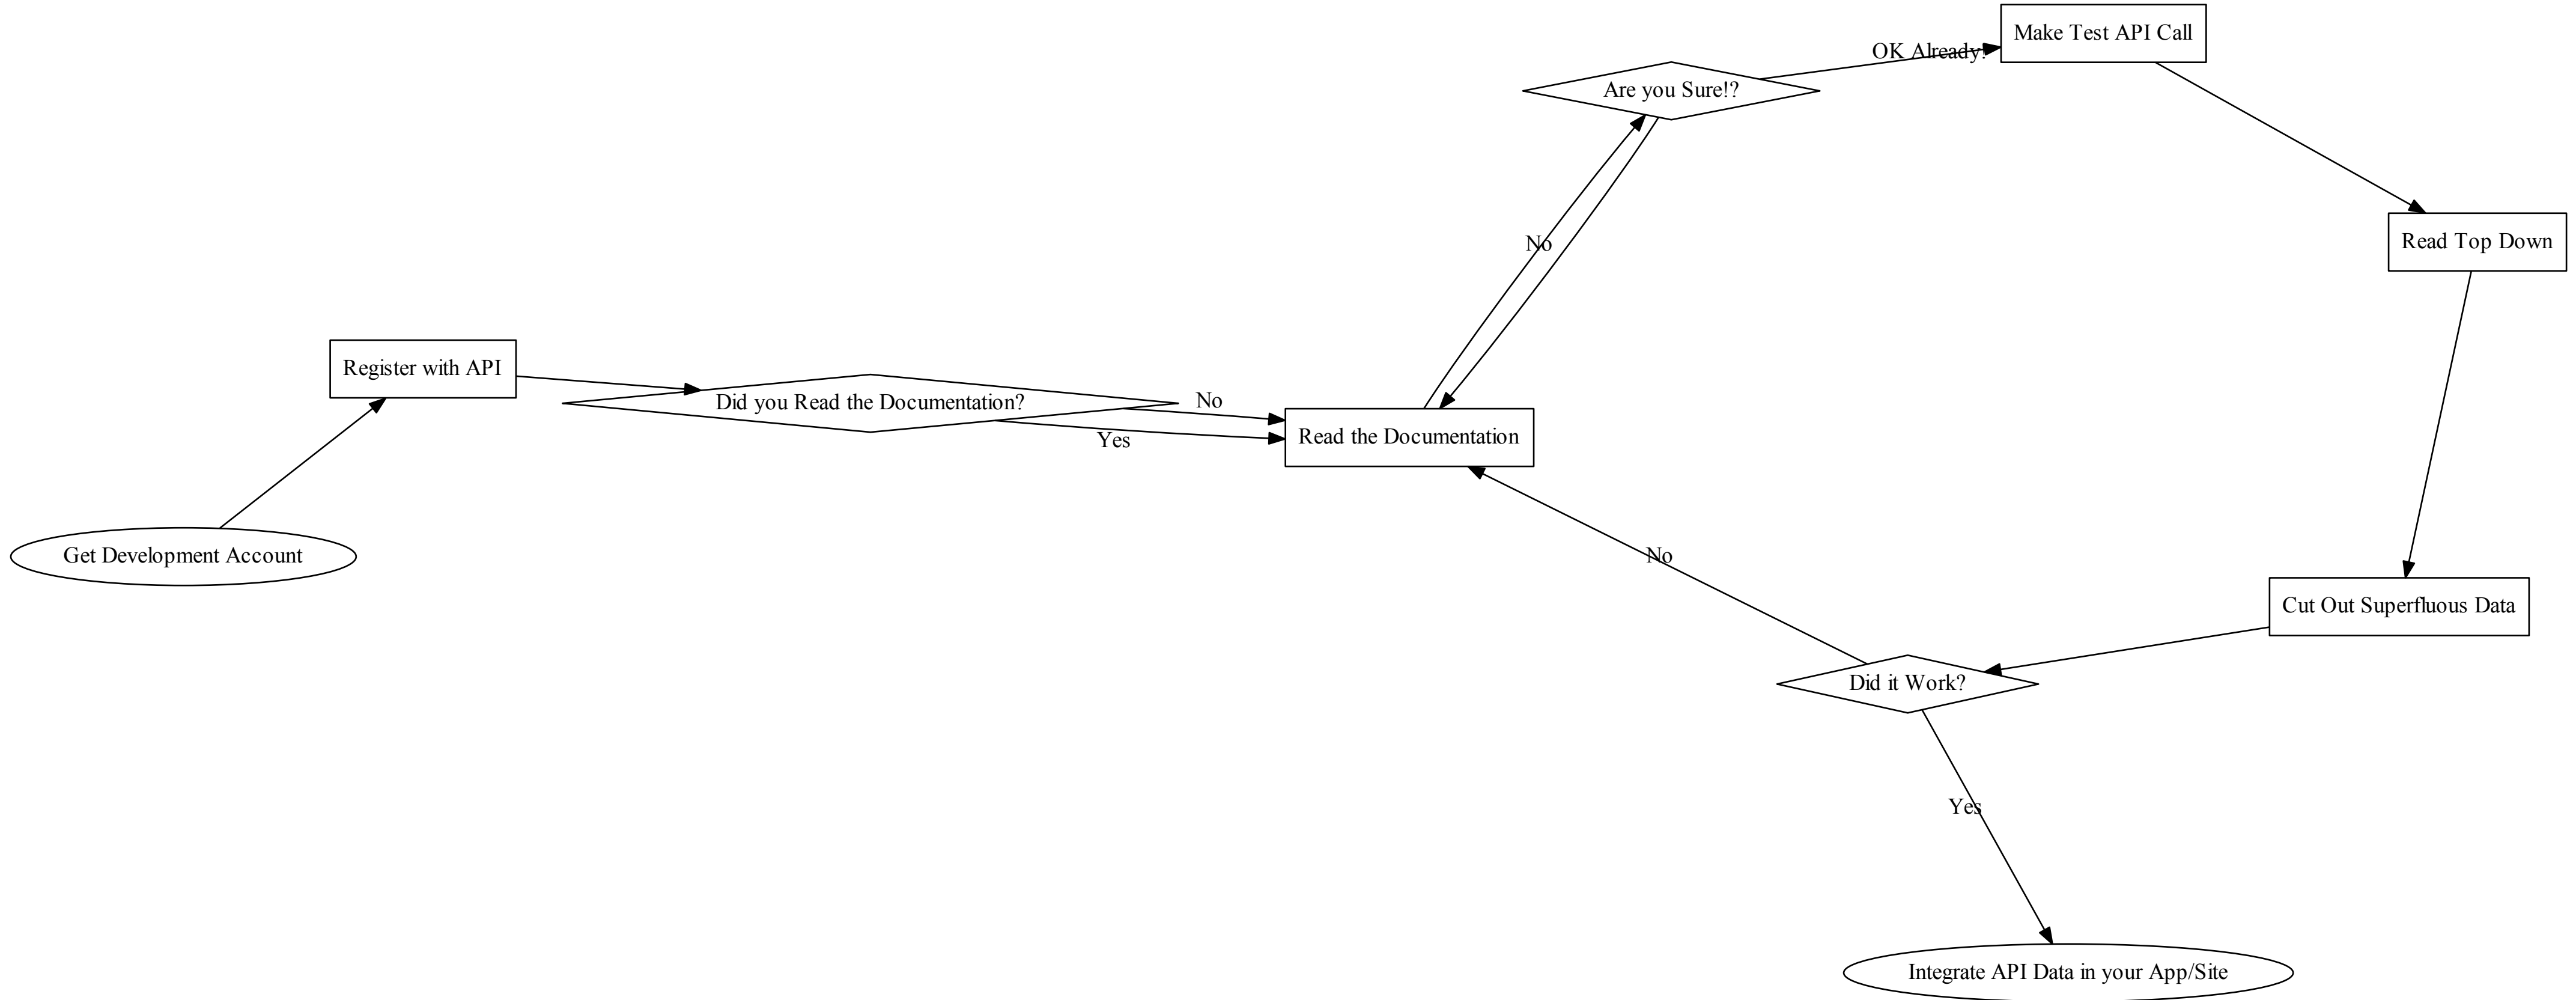 Make Test API Call
OK Already!
Are you Sure!?
Read Top Down
No
Register with API
Did you Read the Documentation?
No
Yes
Read the Documentation
Get Development Account
No
Cut Out Superfluous Data
Did it Work?
Yes
Integrate API Data in your App/Site